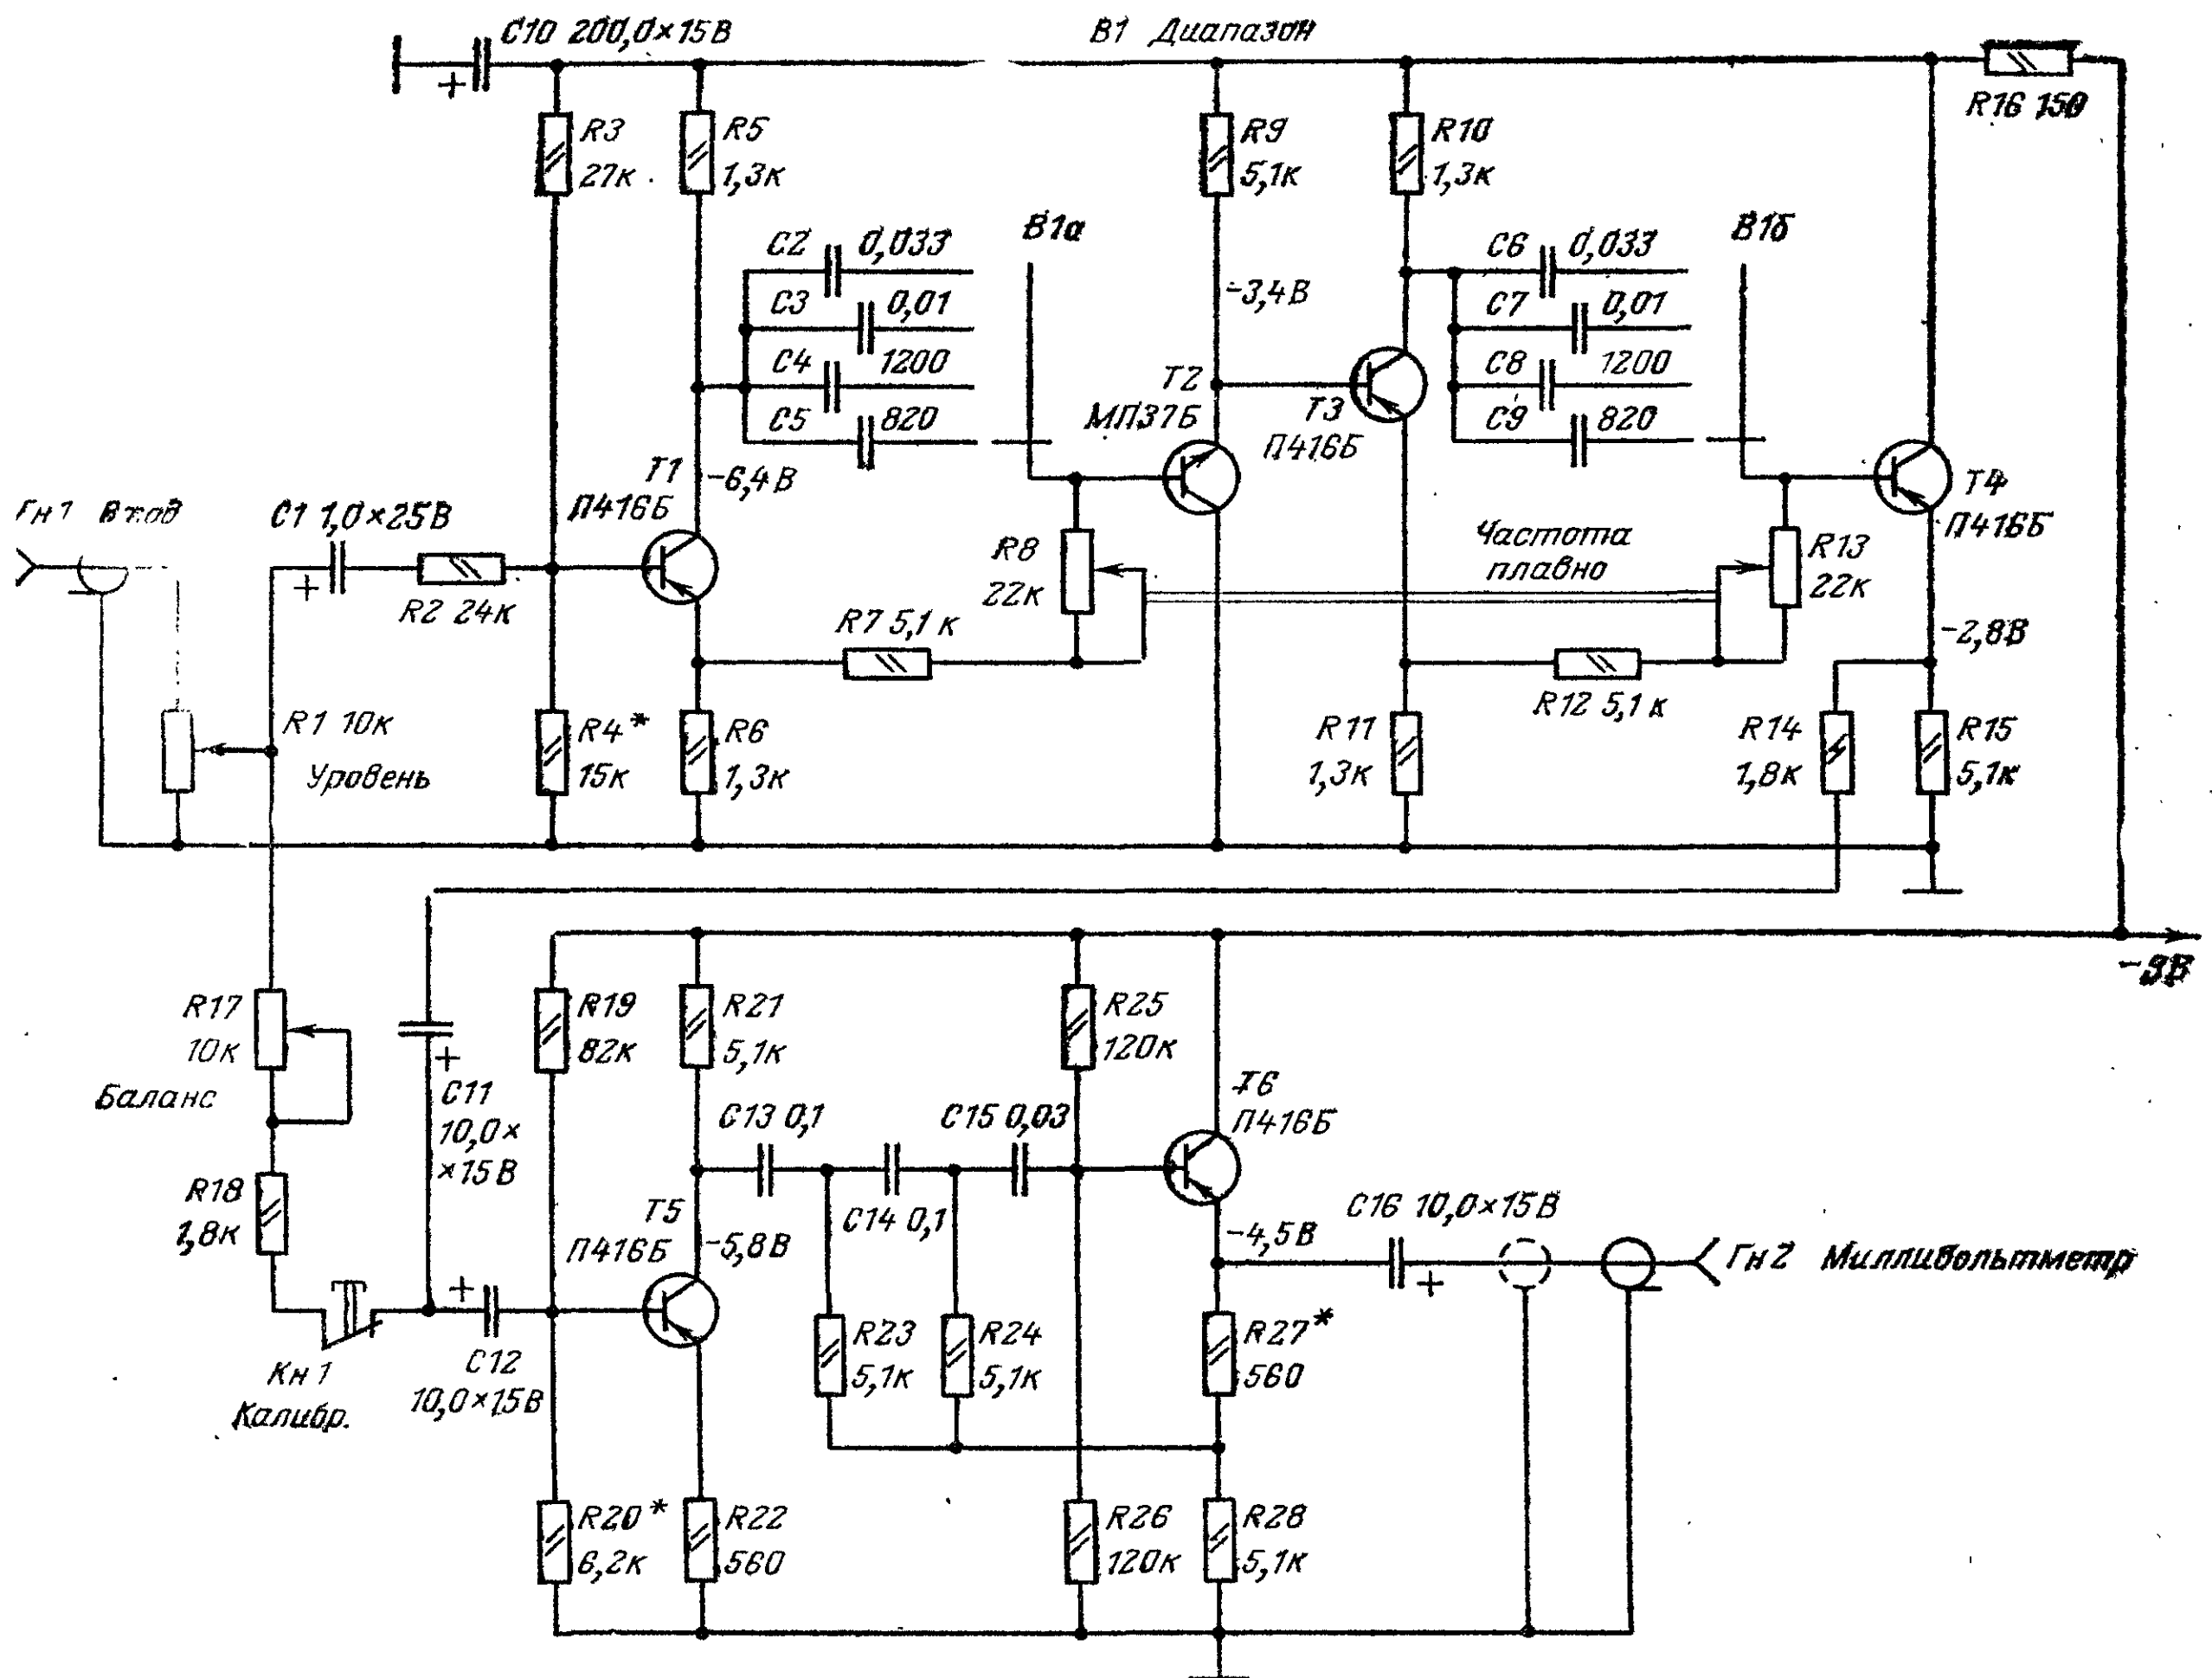 C10 200,0×15В
В1 Диапазон
R16 150
R3
27к
R5
1,3к
R9
5,1к
R10
1,3к
C2 0,033
C3 0,01
C4 1200
C5 820
В1а
-3,4В
C6 0,033
C7 0,01
C8 1200
C9 820
В1б
Т1
П416Б
-6,4В
Т2
МП37Б
Т3
П416Б
Т4
П416Б
Гн1 Вход
C1 1,0×25В
R2 24к
R7 5,1к
R8
22к
Частота
плавно
R13
22к
-2,8В
R12 5,1к
R1 10к
Уровень
R4*
15к
R6
1,3к
R11
1,3к
R14
1,8к
R15
5,1к
-9В
R17
10к
Баланс
R18
1,8к
Кн1
Калибр.
C11
10,0×
×15В
C12
10,0×15В
R19
82к
R21
5,1к
R25
120к
Т6
П416Б
C13 0,1
C14 0,1
C15 0,03
Т5
П416Б
-5,8В
-4,5В
C16 10,0×15В
Гн2 Милливольтметр
R23
5,1к
R24
5,1к
R27*
560
R20*
6,2к
R22
560
R26
120к
R28
5,1к